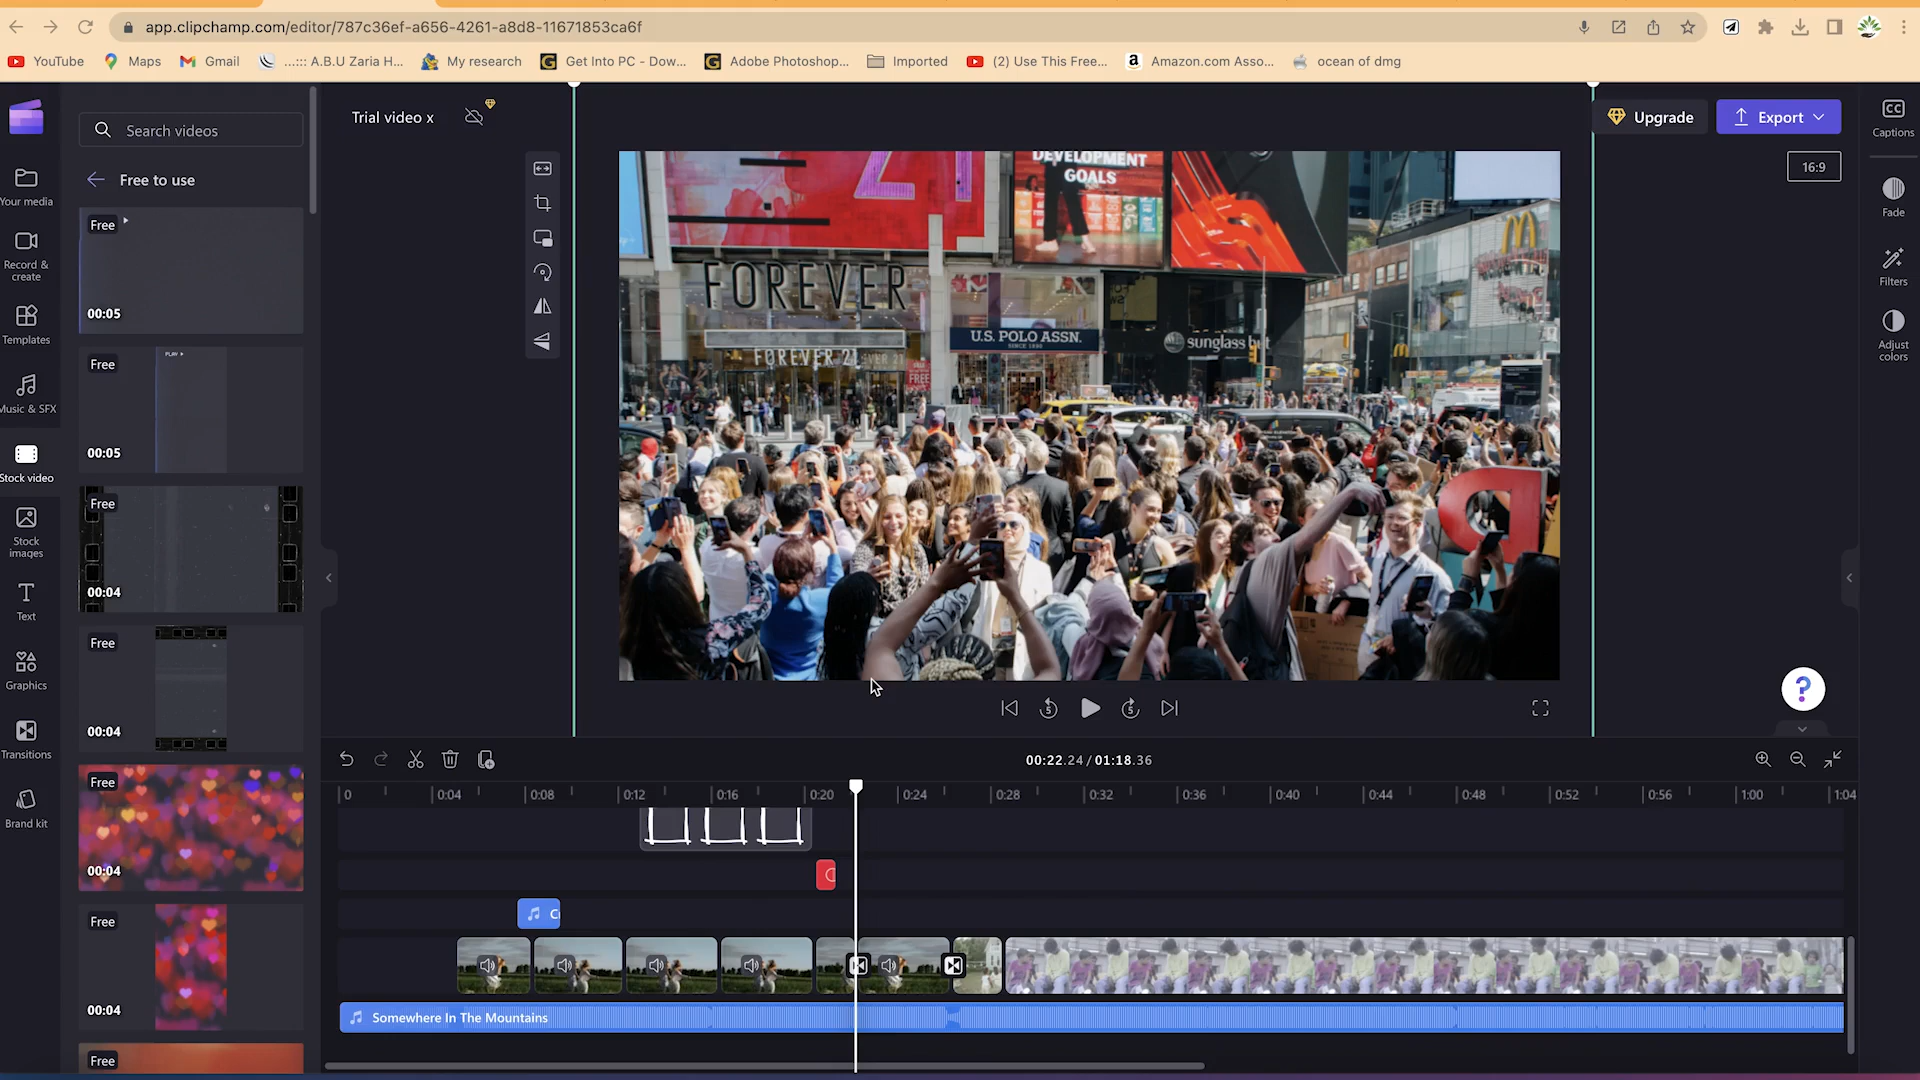 app.clipchamp.com/editor/787c36ef-a656-4261-a8d8-11671853ca6f
YouTube
Maps
Gmail
...::: A.B.U Zaria H...
My research
Get Into PC - Dow...
Adobe Photoshop...
Imported
(2) Use This Free...
Amazon.com Asso...
ocean of dmg
Search videos
Trial video x
Upgrade
Export
Captions
16:9
Free to use
Your media
Record &
create
Templates
Music & SFX
Stock video
Stock
images
Text
Graphics
Transitions
Brand kit
Free
00:05
Free
PLAY
00:05
Free
00:04
Free
00:04
Free
00:04
Free
00:04
Free
Fade
Filters
Adjust
colors
21
DEVELOPMENT
GOALS
FOREVER
FOREVER 21
U.S. POLO ASSN.
SINCE 1890
sunglass hut
FREE
5
5
?
00:22.24 / 01:18.36
0
0:04
0:08
0:12
0:16
0:20
0:24
0:28
0:32
0:36
0:40
0:44
0:48
0:52
0:56
1:00
1:04
Somewhere In The Mountains